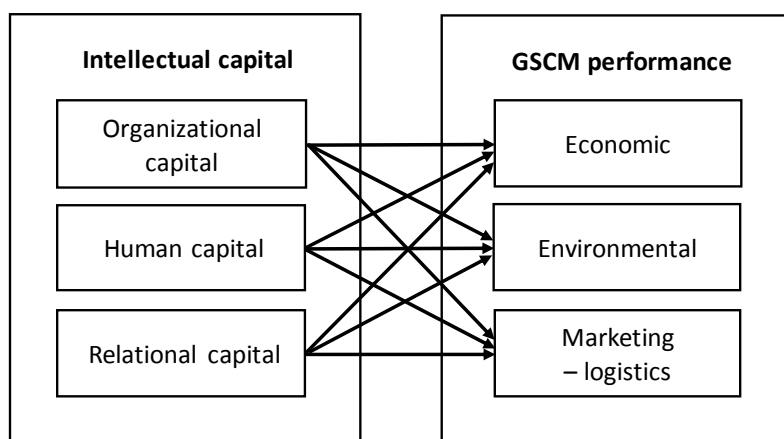 Intellectual capital
Organizational
capital
Human capital
Relational capital
GSCM performance
Economic
Environmental
Marketing
– logistics